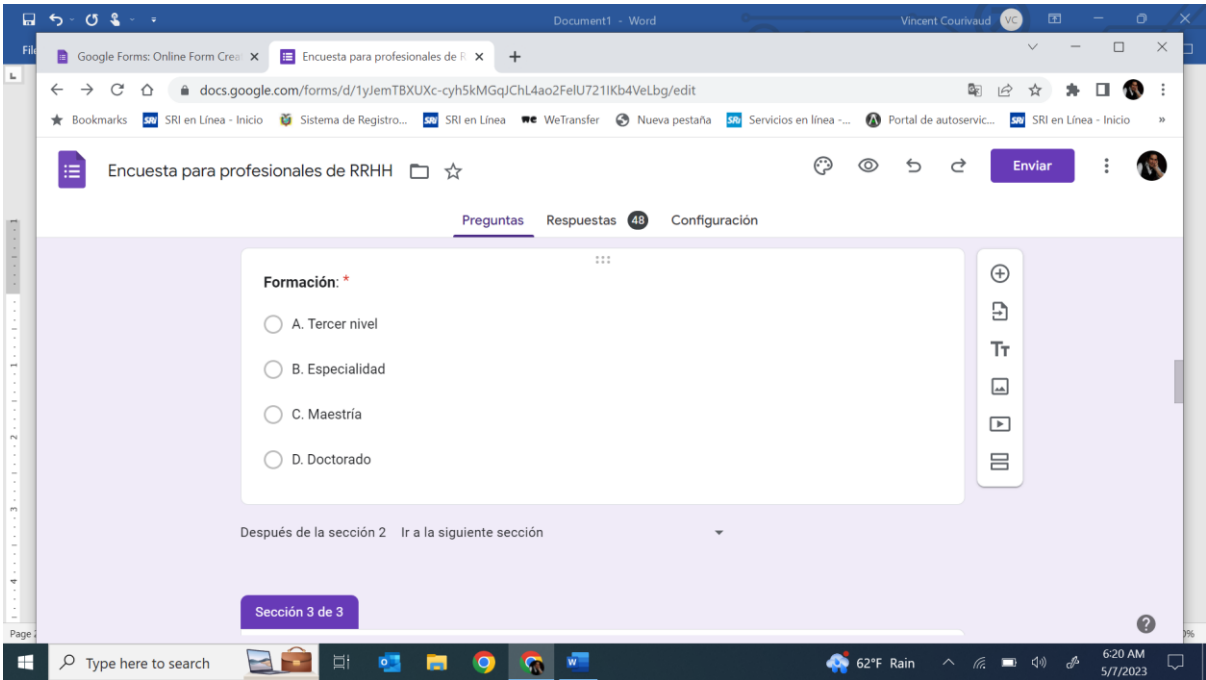 Document1 - Word
Vincent Courivaud VC
File
Google Forms: Online Form Crea
Encuesta para profesionales de R
docs.google.com/forms/d/1yJemTBXUXc-cyh5kMGqJChL4ao2FelU721IKb4VeLbg/edit
Bookmarks SRI en Línea - Inicio Sistema de Registro... SRI en Línea WeTransfer Nueva pestaña Servicios en línea -... Portal de autoservic... SRI en Línea - Inicio »
Encuesta para profesionales de RRHH
Enviar
Preguntas Respuestas 48 Configuración
Formación: *
A. Tercer nivel
B. Especialidad
C. Maestría
D. Doctorado
Después de la sección 2 Ir a la siguiente sección
Sección 3 de 3
Page
Type here to search
62°F Rain
6:20 AM
5/7/2023